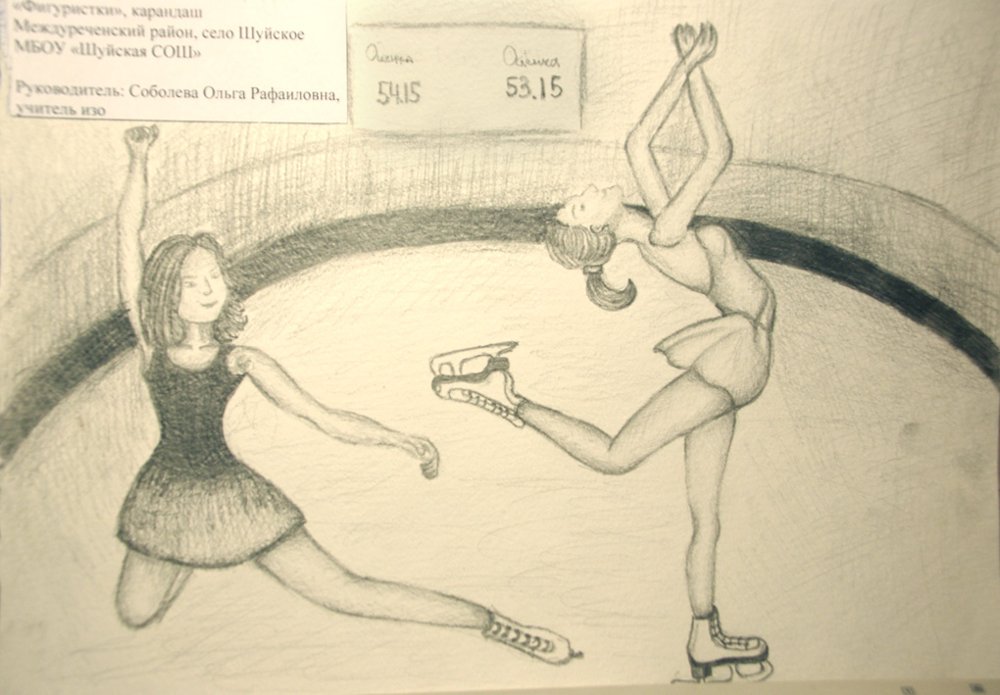 «Фигуристки», карандаш
Междуреченский район, село Шуйское
МБОУ «Шуйская СОШ»
Руководитель: Соболева Ольга Рафаиловна,
учитель изо
54.15
53.15